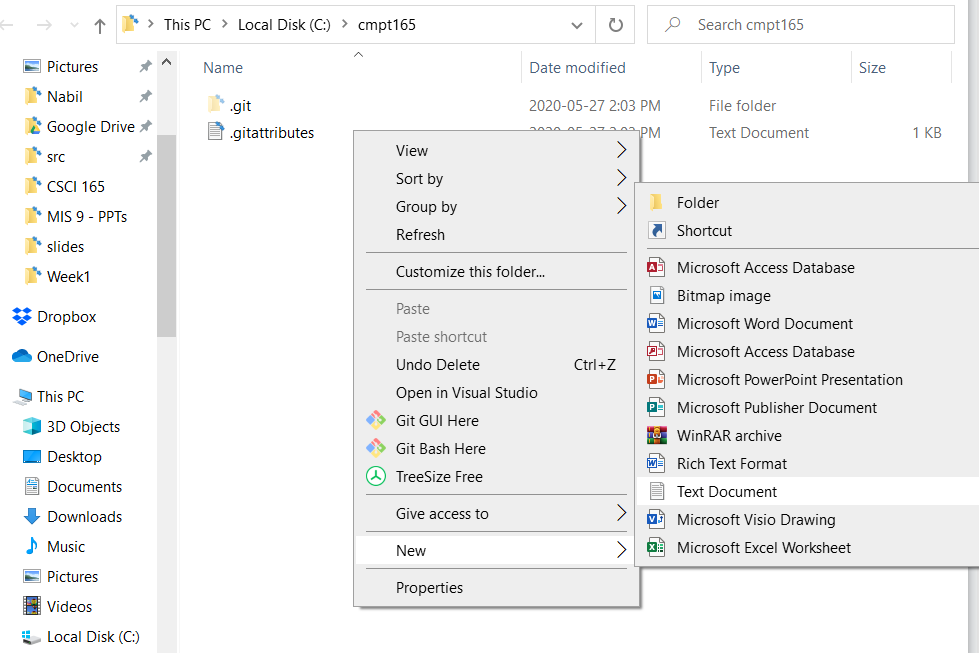 This PC > Local Disk (C:) > cmpt165
Search cmpt165
Pictures
Nabil
Google Drive
src
CSCI 165
MIS 9 - PPTs
slides
Week1
Dropbox
OneDrive
This PC
3D Objects
Desktop
Documents
Downloads
Music
Pictures
Videos
Local Disk (C:)
Name Date modified Type Size
.git 2020-05-27 2:03 PM File folder
.gitattributes 2020-05-27 2:03 PM Text Document 1 KB
View
Sort by
Group by
Refresh
Customize this folder...
Paste
Paste shortcut
Undo Delete Ctrl+Z
Open in Visual Studio
Git GUI Here
Git Bash Here
TreeSize Free
Give access to
New
Properties
Folder
Shortcut
Microsoft Access Database
Bitmap image
Microsoft Word Document
Microsoft Access Database
Microsoft PowerPoint Presentation
Microsoft Publisher Document
WinRAR archive
Rich Text Format
Text Document
Microsoft Visio Drawing
Microsoft Excel Worksheet